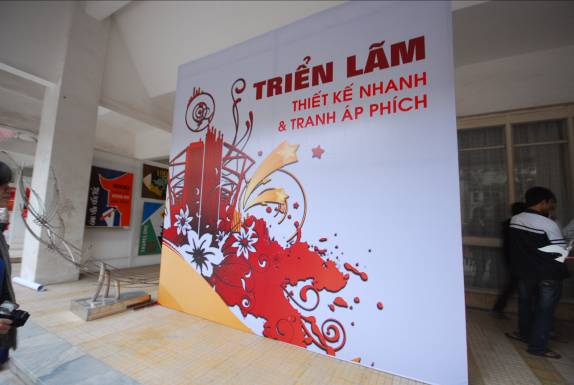 TRIỂN LÃM
THIẾT KẾ NHANH
& TRANH ÁP PHÍCH